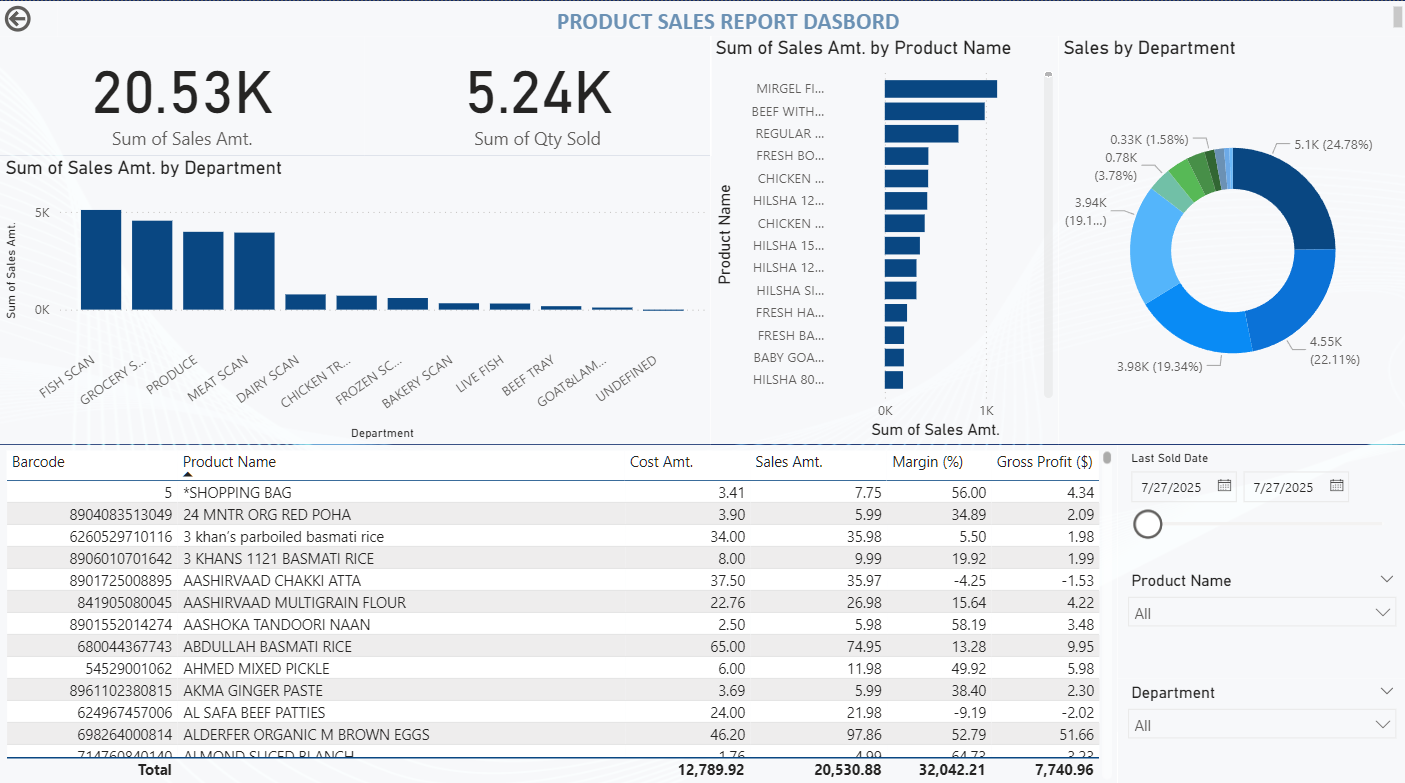 PRODUCT SALES REPORT DASBORD
20.53K
Sum of Sales Amt.
5.24K
Sum of Qty Sold
Sum of Sales Amt. by Department
Sum of Sales Amt.
5K
0K
FISH SCAN
GROCERY S...
PRODUCE
MEAT SCAN
DAIRY SCAN
CHICKEN TR...
FROZEN SC...
BAKERY SCAN
LIVE FISH
BEEF TRAY
GOAT&LAM...
UNDEFINED
Department
Sum of Sales Amt. by Product Name
Product Name
MIRGEL FI...
BEEF WITH...
REGULAR ...
FRESH BO...
CHICKEN ...
HILSHA 12...
CHICKEN ...
HILSHA 15...
HILSHA 12...
HILSHA SI...
FRESH HA...
FRESH BA...
BABY GOA...
HILSHA 80...
0K 1K
Sum of Sales Amt.
Sales by Department
0.33K (1.58%)
0.78K
(3.78%)
3.94K
(19.1...)
3.98K (19.34%)
4.55K
(22.11%)
5.1K (24.78%)
Barcode Product Name Cost Amt. Sales Amt. Margin (%) Gross Profit ($)
5 *SHOPPING BAG 3.41 7.75 56.00 4.34
8904083513049 24 MNTR ORG RED POHA 3.90 5.99 34.89 2.09
6260529710116 3 khan's parboiled basmati rice 34.00 35.98 5.50 1.98
8906010701642 3 KHANS 1121 BASMATI RICE 8.00 9.99 19.92 1.99
8901725008895 AASHIRVAAD CHAKKI ATTA 37.50 35.97 -4.25 -1.53
841905080045 AASHIRVAAD MULTIGRAIN FLOUR 22.76 26.98 15.64 4.22
8901552014274 AASHOKA TANDOORI NAAN 2.50 5.98 58.19 3.48
680044367743 ABDULLAH BASMATI RICE 65.00 74.95 13.28 9.95
54529001062 AHMED MIXED PICKLE 6.00 11.98 49.92 5.98
8961102380815 AKMA GINGER PASTE 3.69 5.99 38.40 2.30
624967457006 AL SAFA BEEF PATTIES 24.00 21.98 -9.19 -2.02
698264000814 ALDERFER ORGANIC M BROWN EGGS 46.20 97.86 52.79 51.66
714760840140 ALMOND SLICED BLANCH 1.76 4.99 64.73 3.23
Total 12,789.92 20,530.88 32,042.21 7,740.96
Last Sold Date
7/27/2025 7/27/2025
Product Name
All
Department
All